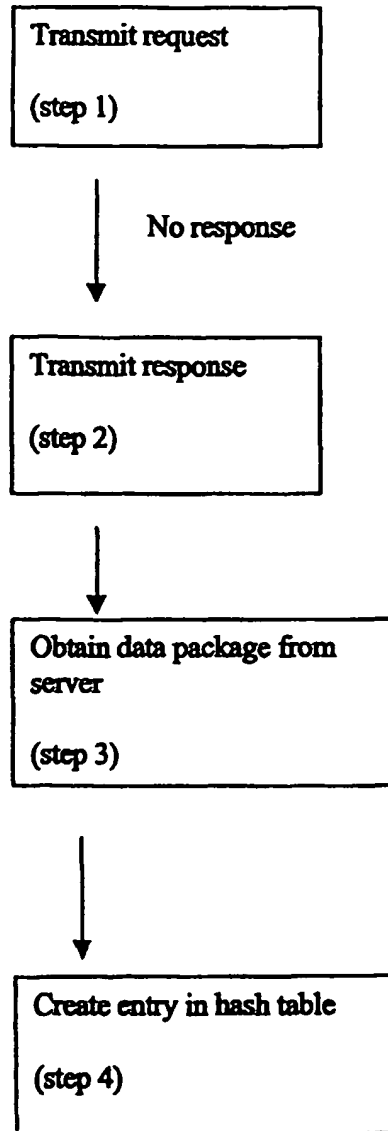 Transmit request
(step 1)
No response
Transmit response
(step 2)
Obtain data package from
server
(step 3)
Create entry in hash table
(step 4)